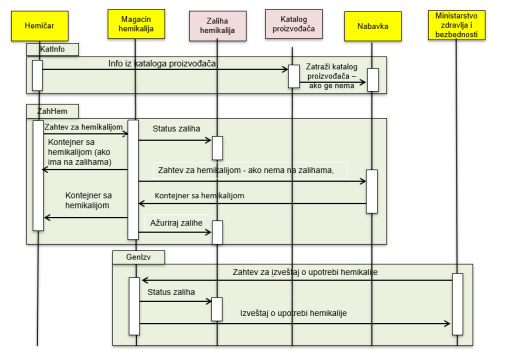 Hemičar
Magacin
hemikalija
Zaliha
hemikalija
Katalog
proizvođača
Nabavka
Ministarstvo
zdravlja i
bezbednosti
KatInfo
Info iz kataloga proizvođača
Zatraži katalog
proizvođača –
ako ge nema
ZahHem
Zahtev za hemikalijom
Status zaliha
Kontejner sa
hemikalijom (ako
ima na zalihama)
Zahtev za hemikalijom - ako nema na zalihama,
Kontejner sa
hemikalijom
Kontejner sa hemikalijom
Ažuriraj zalihe
GenIzv
Zahtev za izveštaj o upotrebi hemikalije
Status zaliha
Izveštaj o upotrebi hemikalije